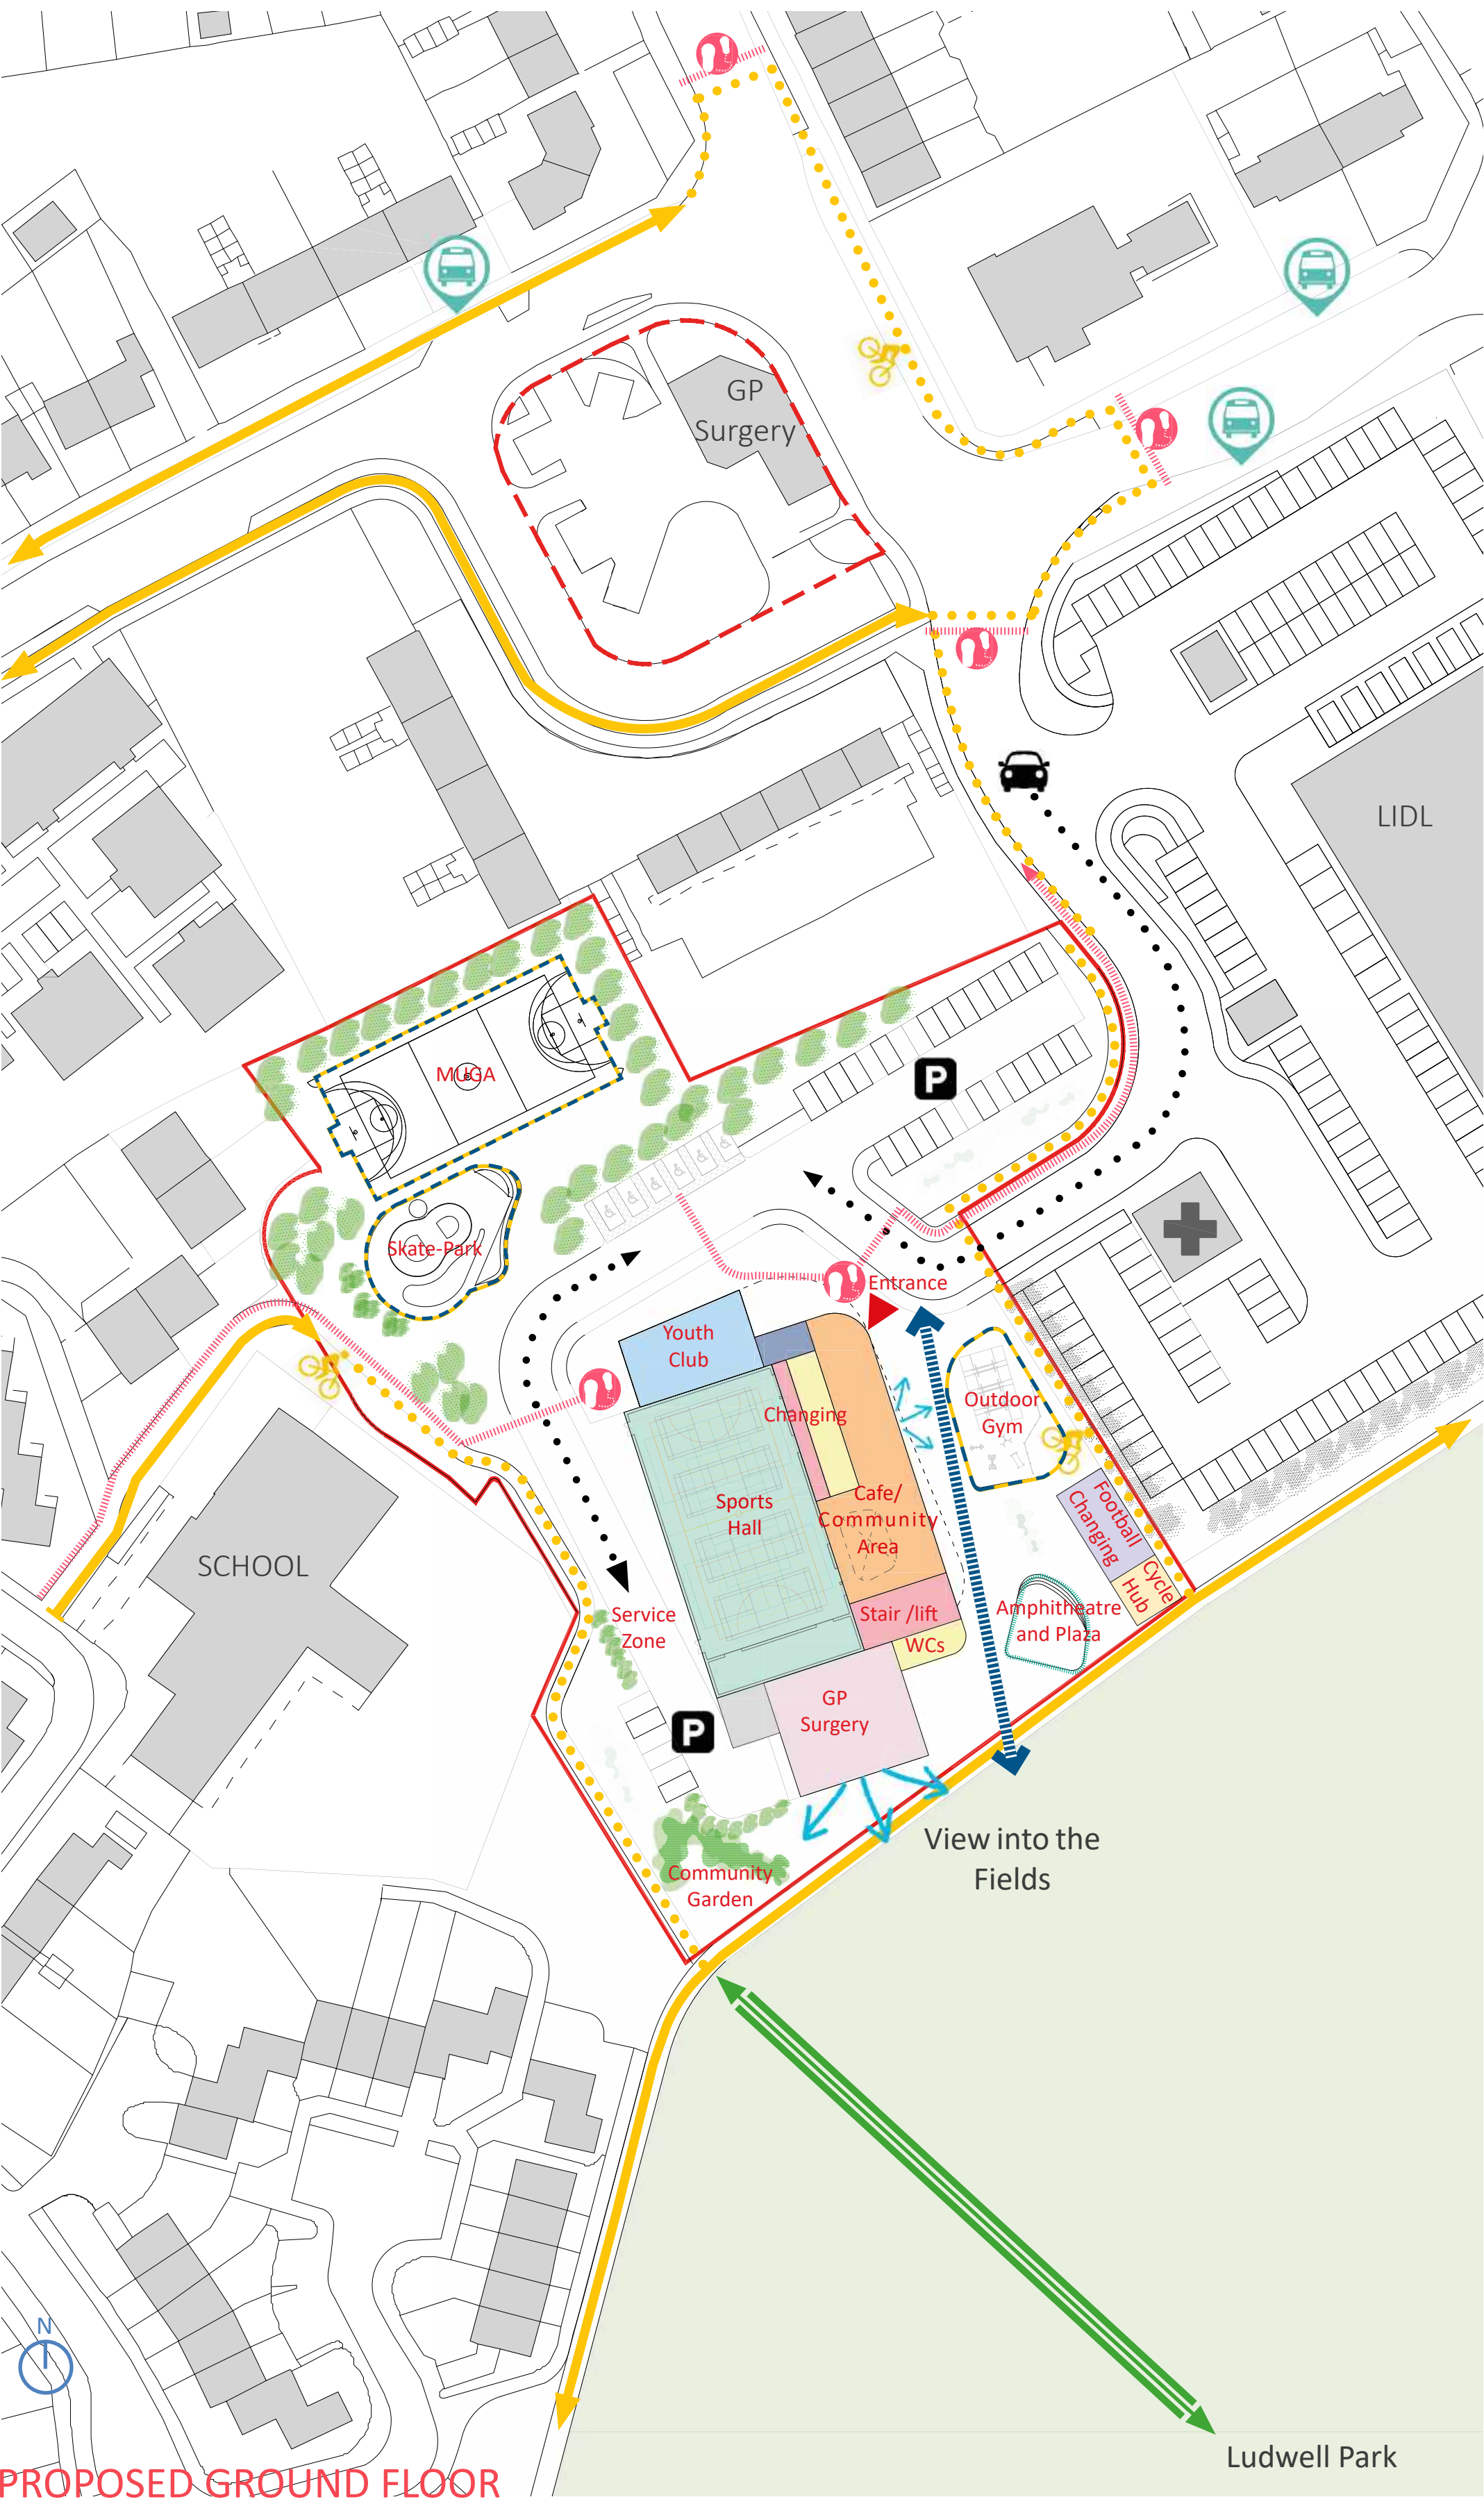 GP
Surgery
LIDL
MUGA
P
Skate-Park
Entrance
Youth
Club
Changing
Outdoor
Gym
Sports
Hall
Cafe/
Community
Area
Football
Changing
Cycle
Hub
SCHOOL
Service
Zone
Stair /lift
WCs
Amphitheatre
and Plaza
GP
Surgery
P
View into the
Fields
Community
Garden
N
Ludwell Park
PROPOSED GROUND FLOOR